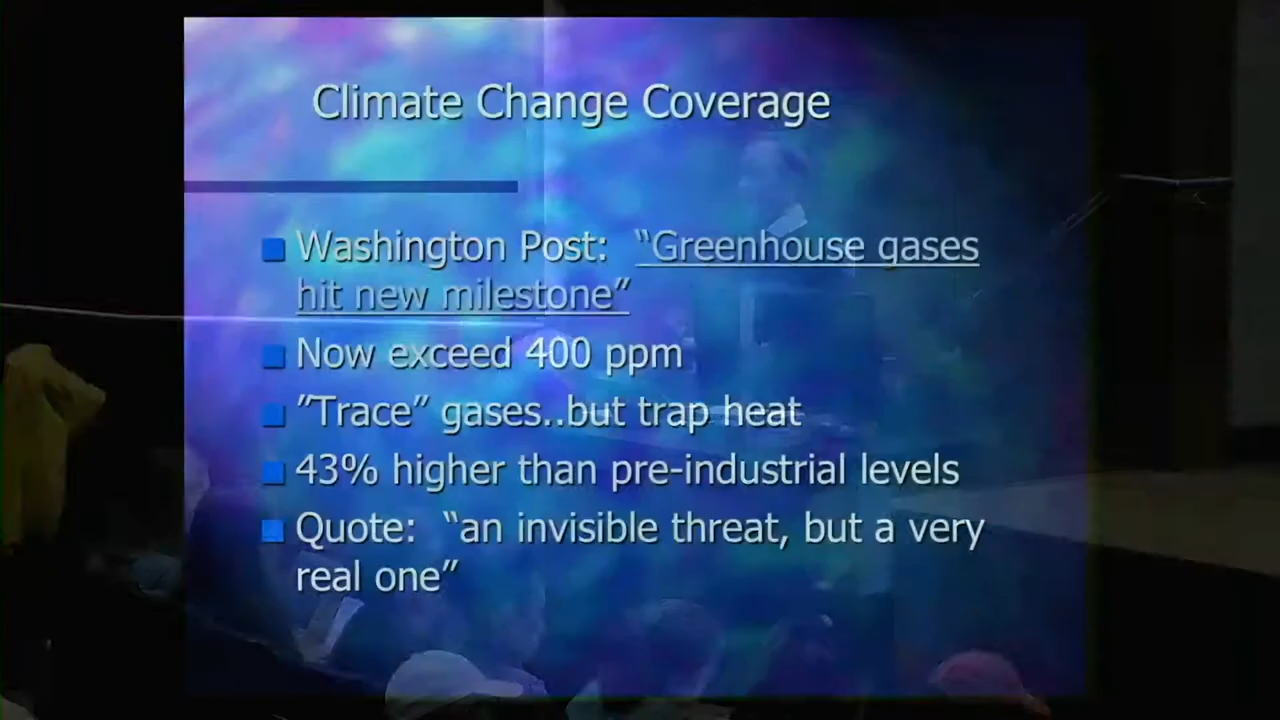 Climate Change Coverage
Washington Post: “Greenhouse gases
hit new milestone”
Now exceed 400 ppm
”Trace” gases..but trap heat
43% higher than pre-industrial levels
Quote: “an invisible threat, but a very
real one”